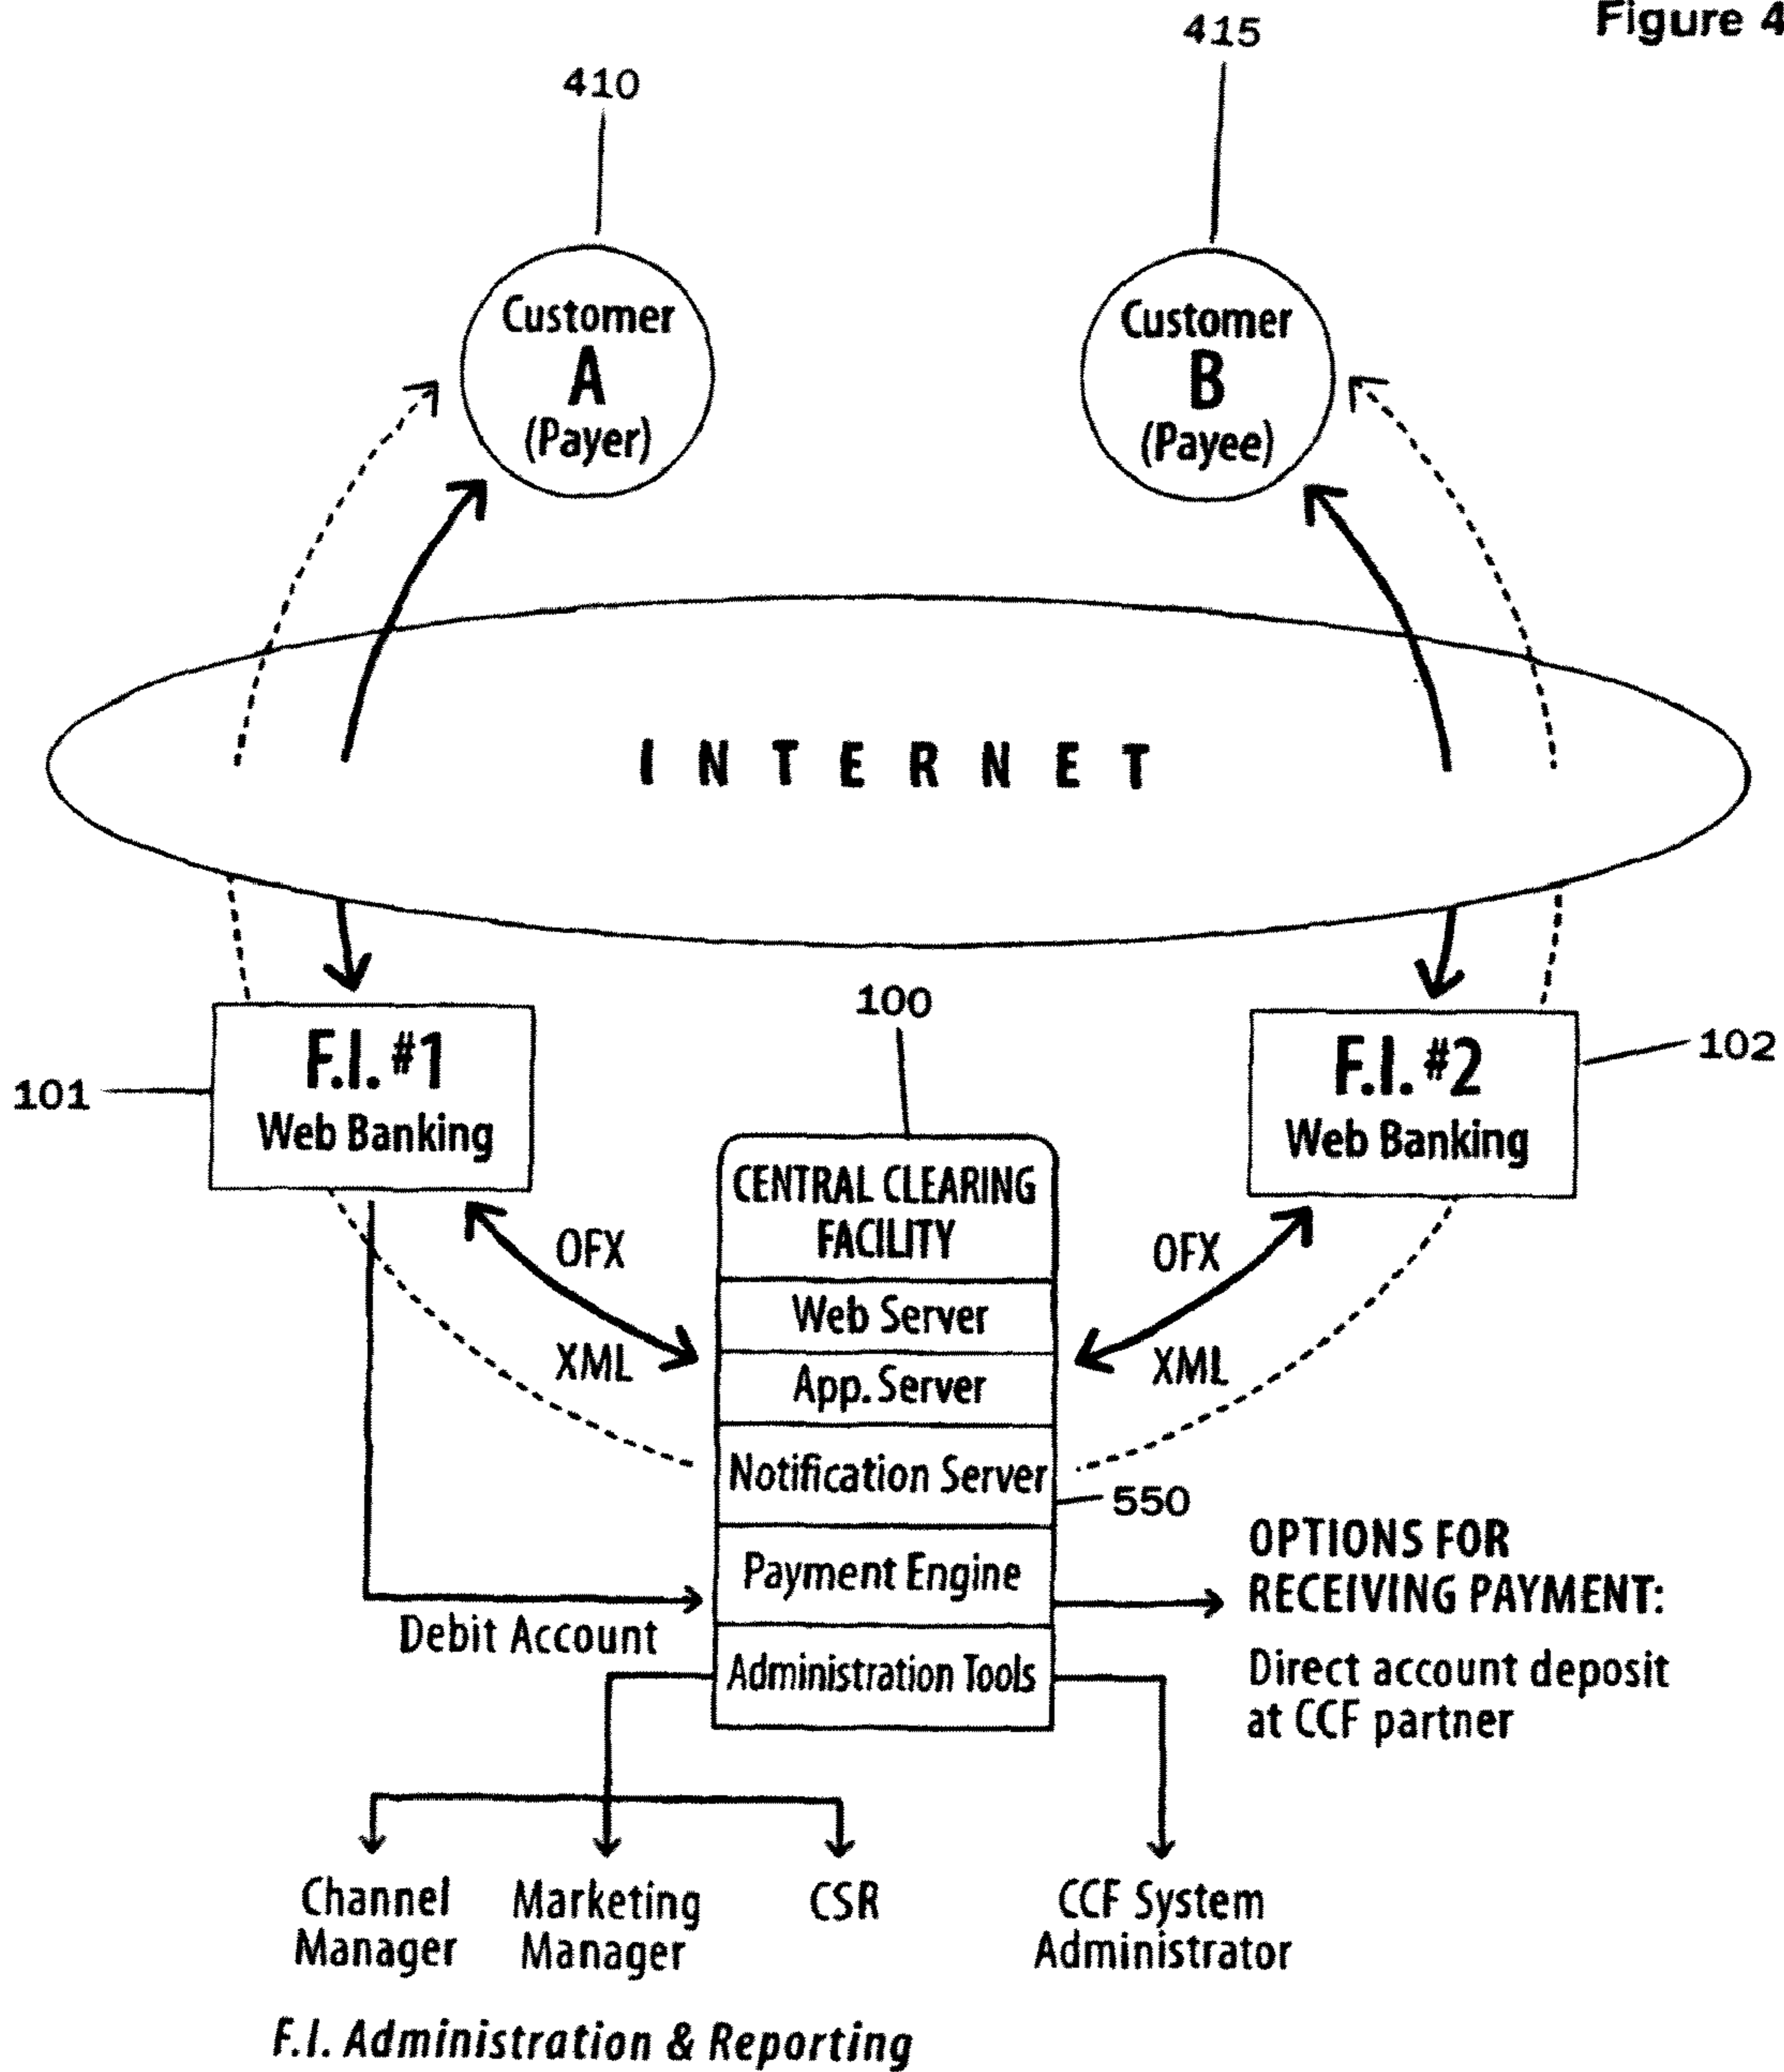 Figure 4
415
410
Customer
A
(Payer)
Customer
B
(Payee)
INTERNET
100
F.I. #1
Web Banking
101
F.I. #2
Web Banking
102
CENTRAL CLEARING
FACILITY
Web Server
App. Server
Notification Server
Payment Engine
Administration Tools
OFX
XML
OFX
XML
550
Debit Account
OPTIONS FOR
RECEIVING PAYMENT:
Direct account deposit
at CCF partner
Channel
Manager
Marketing
Manager
CSR
CCF System
Administrator
F.I. Administration & Reporting